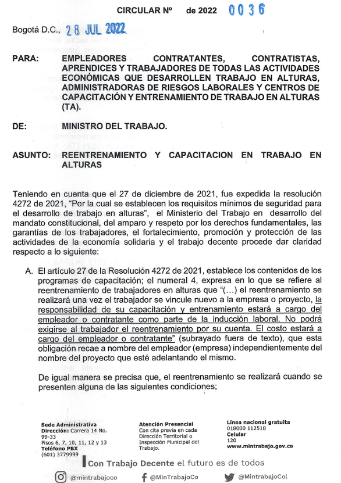 CIRCULAR Nº de 2022 0036
Bogotá D.C., 28 JUL 2022
PARA: EMPLEADORES CONTRATANTES, CONTRATISTAS,
APRENDICES Y TRABAJADORES DE TODAS LAS ACTIVIDADES
ECONÓMICAS QUE DESARROLLEN TRABAJO EN ALTURAS,
ADMINISTRADORAS DE RIESGOS LABORALES Y CENTROS DE
CAPACITACIÓN Y ENTRENAMIENTO DE TRABAJO EN ALTURAS
(TA).
DE: MINISTRO DEL TRABAJO.
ASUNTO: REENTRENAMIENTO Y CAPACITACION EN TRABAJO EN
ALTURAS
Teniendo en cuenta que el 27 de diciembre de 2021, fue expedida la resolución
4272 de 2021, "Por la cual se establecen los requisitos mínimos de seguridad para
el desarrollo de trabajo en alturas", el Ministerio del Trabajo en desarrollo del
mandato constitucional, del amparo y respeto por los derechos fundamentales, las
garantías de los trabajadores, el fortalecimiento, promoción y protección de las
actividades de la economía solidaria y el trabajo decente procede dar claridad
respecto a lo siguiente:
A. El artículo 27 de la Resolución 4272 de 2021, establece los contenidos de los
programas de capacitación; el numeral 4, expresa en lo que se refiere al
reentrenamiento de trabajadores en alturas que "(…) el reentrenamiento se
realizará una vez el trabajador se vincule nuevo a la empresa o proyecto, la
responsabilidad de su capacitación y entrenamiento estará a cargo del
empleador o contratante como parte de la inducción laboral. No podrá
exigirse al trabajador el reentrenamiento por su cuenta. El costo estará a
cargo del empleador o contratante" (subrayado fuera de texto), que esta
obligación recae a nombre del empleador (empresa) independientemente del
nombre del proyecto que esté adelantando el mismo.
De igual manera se precisa que, el reentrenamiento se realizará cuando se
presenten alguna de las siguientes condiciones;
Sede Administrativa
Dirección: Carrera 14 No.
99-33
Pisos 6, 7, 10, 11, 12 y 13
Teléfono PBX
(601) 3779999
Atención Presencial
Con cita previa en cada
Dirección Territorial o
Inspección Municipal del
Trabajo.
Línea nacional gratuita
018000 112518
Celular
120
www.mintrabajo.gov.co
Con Trabajo Decente el futuro es de todos
@mintrabajoco @MinTrabajoCo @MinTrabajoCol